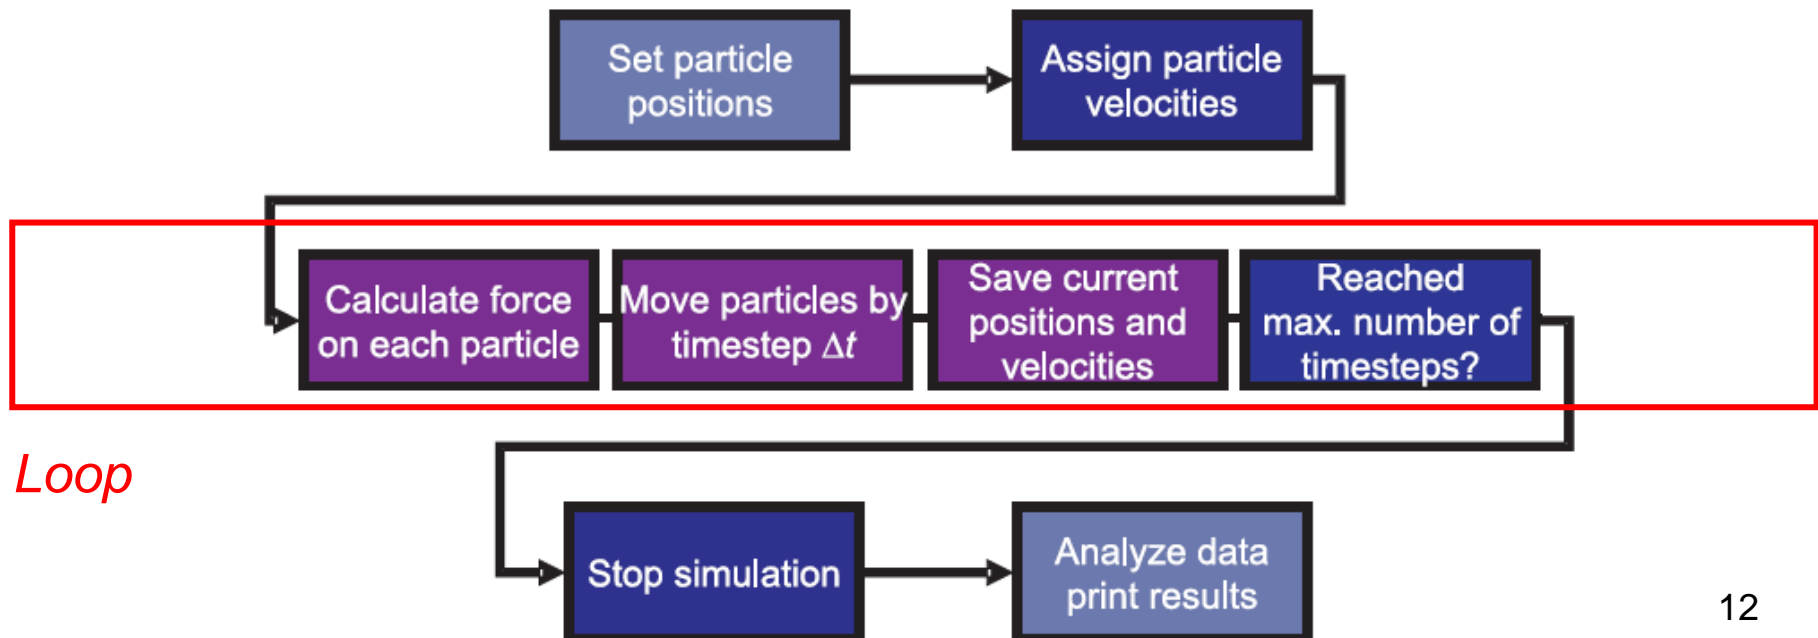 Set particle
positions
Assign particle
velocities
Calculate force
on each particle
Move particles by
timestep Δt
Save current
positions and
velocities
Reached
max. number of
timesteps?
Loop
Stop simulation
Analyze data
print results
12